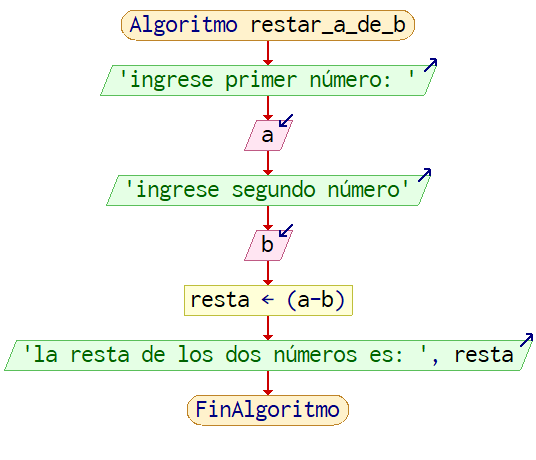 Algoritmo restar_a_de_b
'ingrese primer número: '
a
'ingrese segundo número'
b
resta ← (a-b)
'la resta de los dos números es: ', resta
FinAlgoritmo